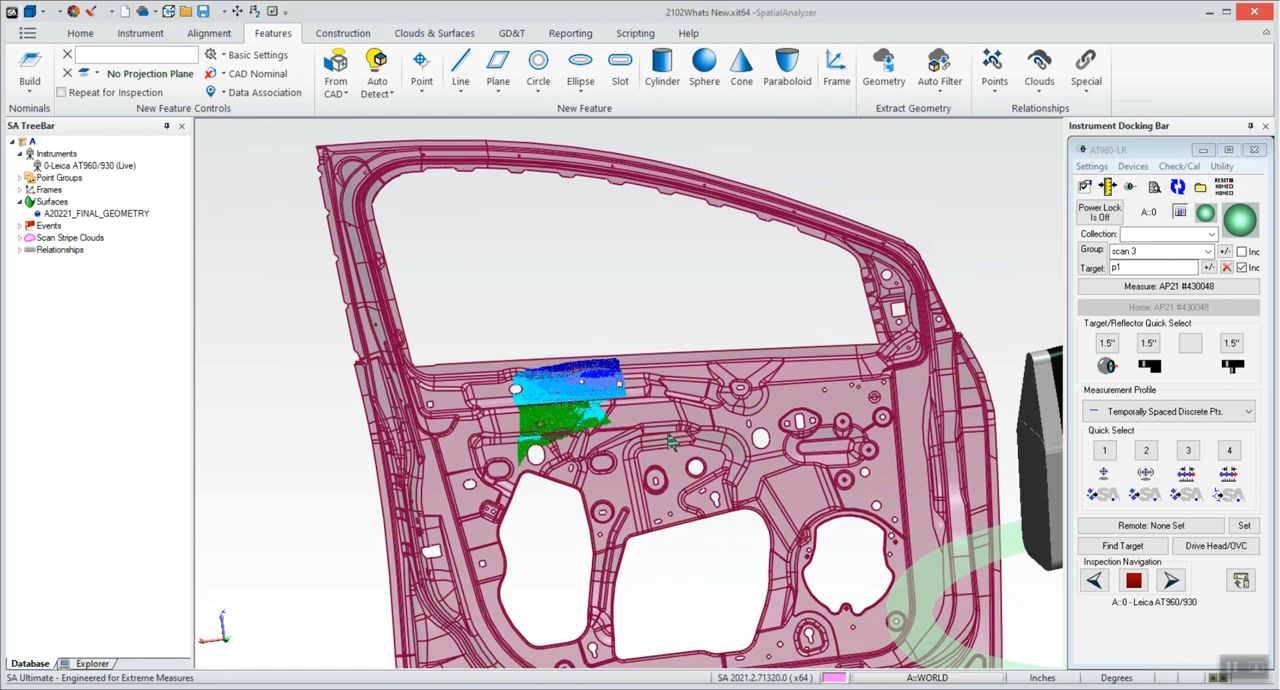 2102Whats New.xit64 - SpatialAnalyzer
Home Instrument Alignment Features Construction Clouds & Surfaces GD&T Reporting Scripting Help
Build
No Projection Plane
Repeat for Inspection
Basic Settings
CAD Nominal
Data Association
From CAD
Auto Detect
Point Line Plane Circle Ellipse Slot Cylinder Sphere Cone Paraboloid Frame Geometry Auto Filter Points Clouds Special
Nominals New Feature Controls New Feature Extract Geometry Relationships
SA TreeBar
A
Instruments
0-Leica AT960/930 (Live)
Point Groups
Frames
Surfaces
A20221_FINAL_GEOMETRY
Events
Scan Stripe Clouds
Relationships
Database Explorer
Instrument Docking Bar
AT960-LR
Settings Devices Check/Cal Utility
Power Lock Is Off
A::0
Collection:
Group: scan 3 +/- Inc
Target: p1 +/- Inc
Measure: AP21 #430048
Home: AP21 #430048
Target/Reflector Quick Select
1.5" 1.5" 1.5"
Measurement Profile
Temporally Spaced Discrete Pts.
Quick Select
1 2 3 4
Remote: None Set Set
Find Target Drive Head/OVC
Inspection Navigation
A::0 - Leica AT960/930
SA Ultimate - Engineered for Extreme Measures
SA 2021.2.71320.0 ( x64 ) A::WORLD Inches Degrees